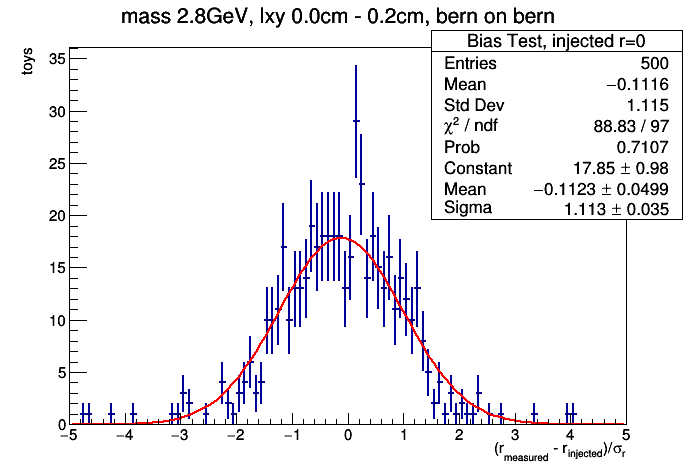 mass 2.8GeV, lxy 0.0cm - 0.2cm, bern on bern
toys
Bias Test, injected r=0
Entries 500
Mean −0.1116
Std Dev 1.115
χ² / ndf 88.83 / 97
Prob 0.7107
Constant 17.85 ± 0.98
Mean −0.1123 ± 0.0499
Sigma 1.113 ± 0.035
35
30
25
20
15
10
5
0
−5 −4 −3 −2 −1 0 1 2 3 4 5
(r_measured - r_injected)/σ_r